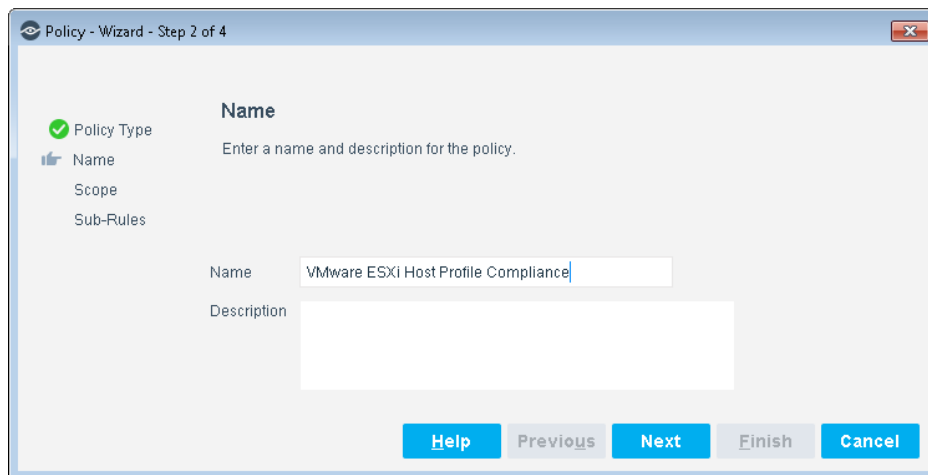 Policy - Wizard - Step 2 of 4
Policy Type
Name
Scope
Sub-Rules
Name
Enter a name and description for the policy.
Name VMware ESXi Host Profile Compliance
Description
Help Previous Next Finish Cancel